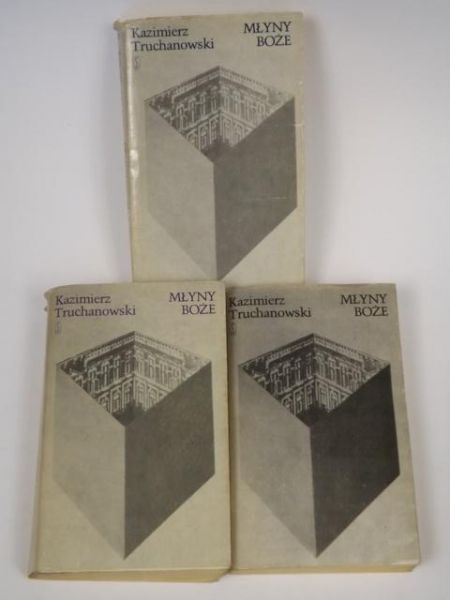 Kazimierz
Truchanowski
MŁYNY
BOŻE
Kazimierz
Truchanowski
MŁYNY
BOŻE
Kazimierz
Truchanowski
MŁYNY
BOŻE